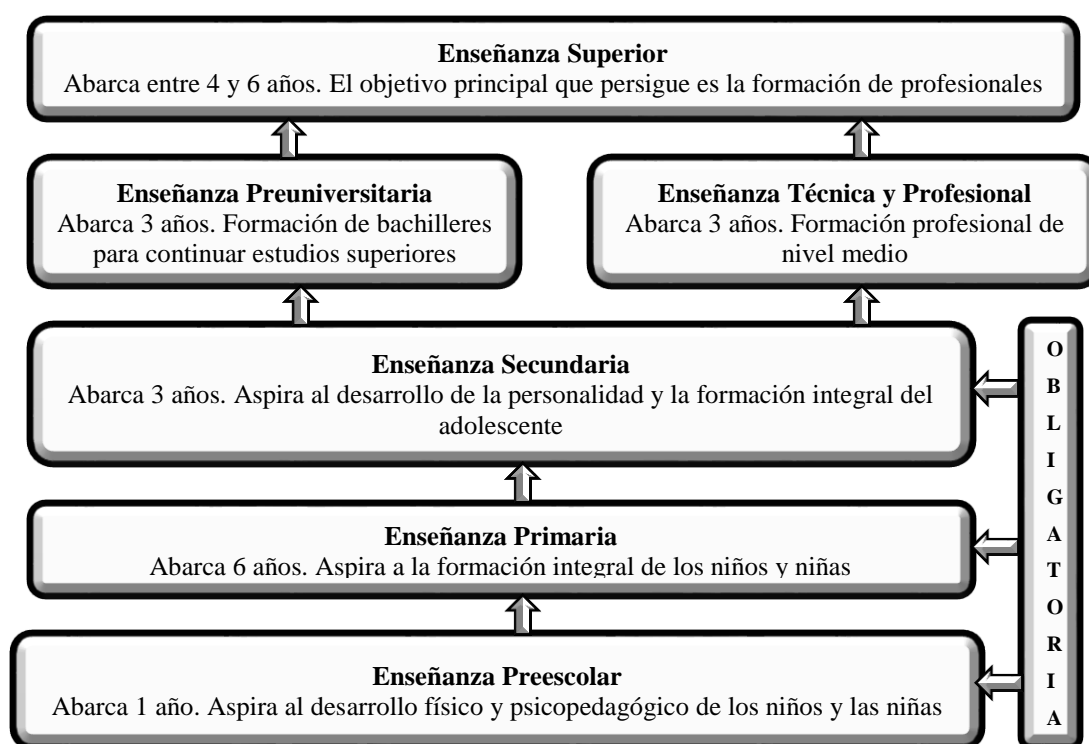 Enseñanza Superior
Abarca entre 4 y 6 años. El objetivo principal que persigue es la formación de profesionales
Enseñanza Preuniversitaria
Abarca 3 años. Formación de bachilleres
para continuar estudios superiores
Enseñanza Técnica y Profesional
Abarca 3 años. Formación profesional de
nivel medio
Enseñanza Secundaria
Abarca 3 años. Aspira al desarrollo de la personalidad y la formación integral del
adolescente
Enseñanza Primaria
Abarca 6 años. Aspira a la formación integral de los niños y niñas
Enseñanza Preescolar
Abarca 1 año. Aspira al desarrollo físico y psicopedagógico de los niños y las niñas
O
B
L
I
G
A
T
O
R
I
A